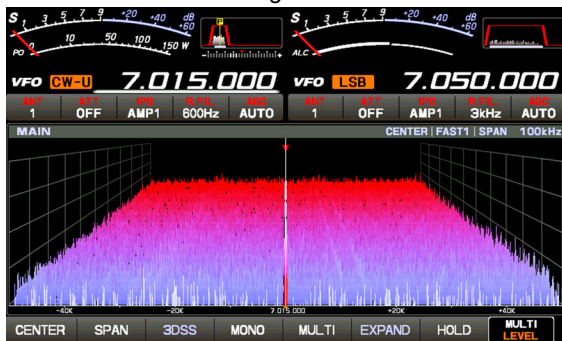 S 1 3 5 7 9 +20 +40 +60 dB
S 1 3 5 7 9 +20 +40 +60 dB
PO 0 10 50 100 150 W
P
ALC
VFO CW-U 7.015.000
VFO LSB 7.050.000
ANT ATT IPO R.FIL AGC
1 OFF AMP1 600Hz AUTO
ANT ATT IPO R.FIL AGC
1 OFF AMP1 3kHz AUTO
MAIN CENTER | FAST1 | SPAN 100kHz
-40K -20K 7.015.000 +20K +40K
CENTER SPAN 3DSS MONO MULTI EXPAND HOLD MULTI
LEVEL